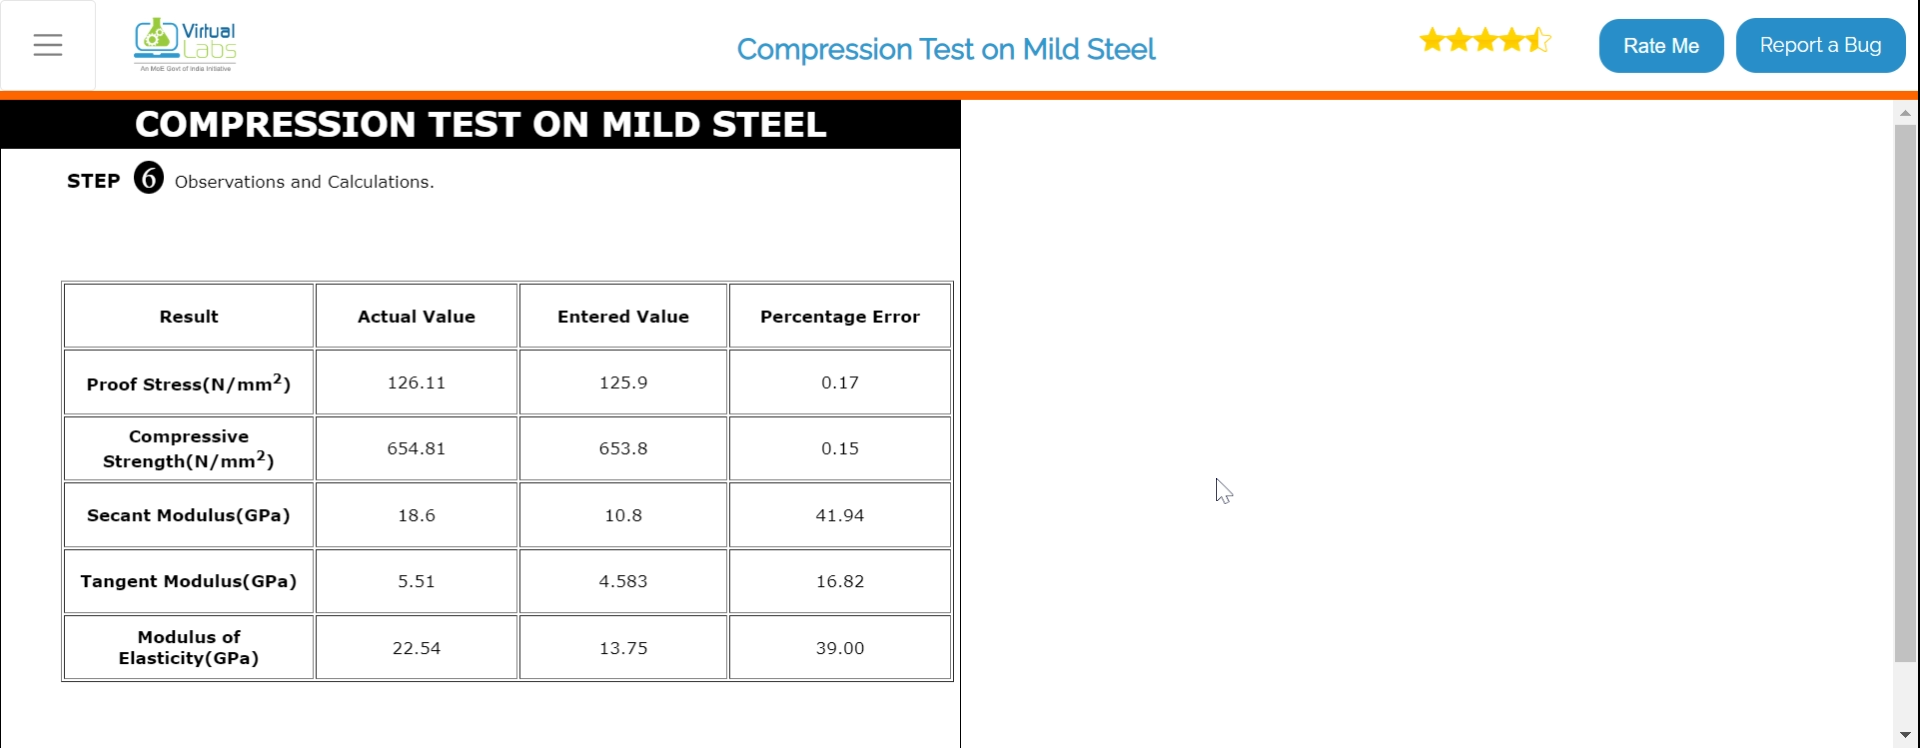 Virtual
Labs
An MoE Govt of India Initiative
Compression Test on Mild Steel
Rate Me
Report a Bug
COMPRESSION TEST ON MILD STEEL
STEP 6 Observations and Calculations.
Result Actual Value Entered Value Percentage Error
Proof Stress(N/mm²) 126.11 125.9 0.17
Compressive
Strength(N/mm²) 654.81 653.8 0.15
Secant Modulus(GPa) 18.6 10.8 41.94
Tangent Modulus(GPa) 5.51 4.583 16.82
Modulus of
Elasticity(GPa) 22.54 13.75 39.00